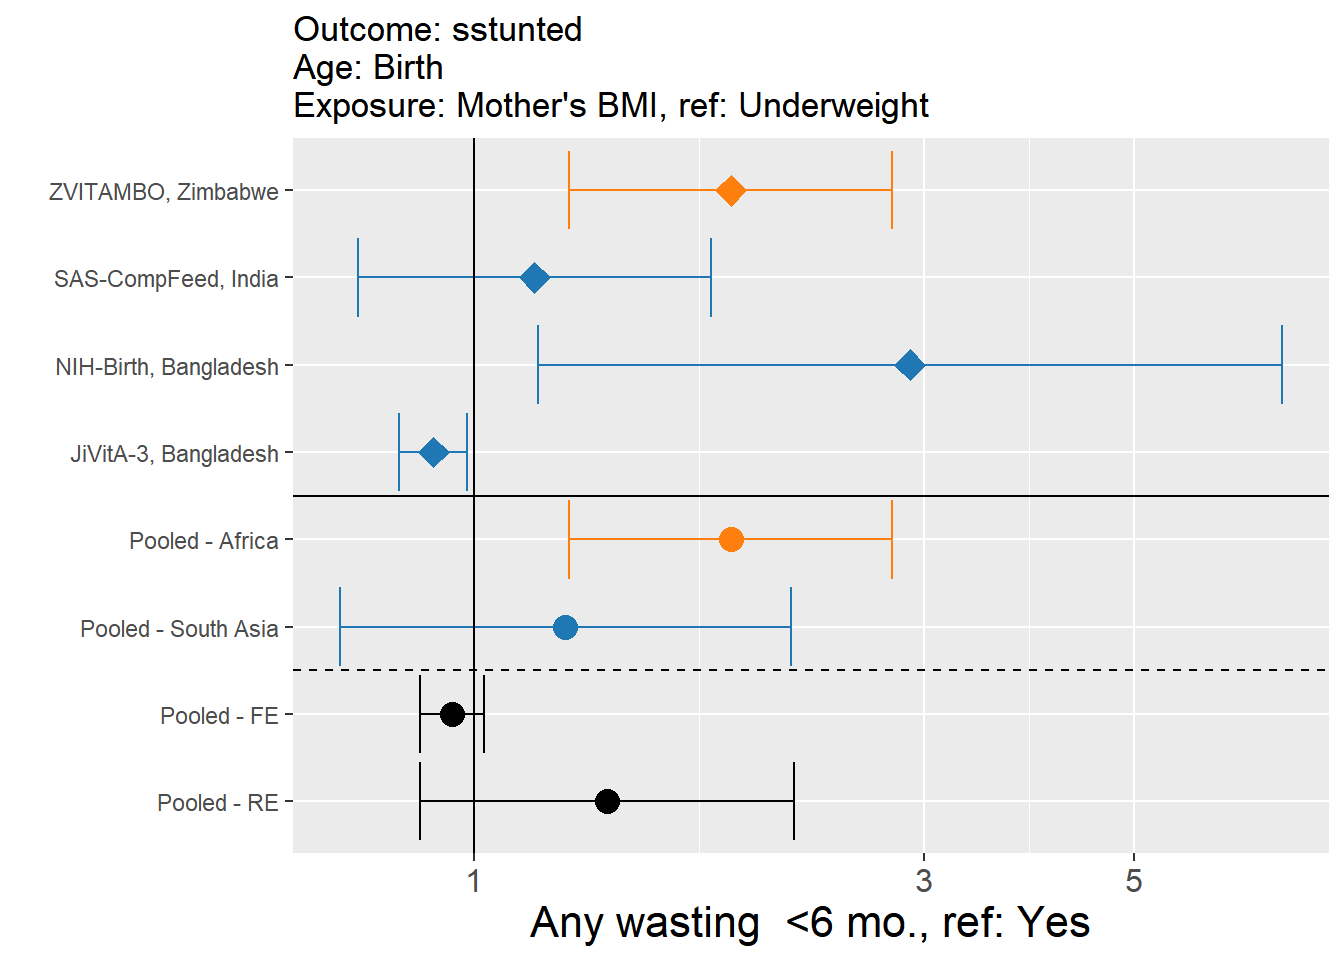 Outcome: sstunted
Age: Birth
Exposure: Mother's BMI, ref: Underweight
ZVITAMBO, Zimbabwe
SAS-CompFeed, India
NIH-Birth, Bangladesh
JiVitA-3, Bangladesh
Pooled - Africa
Pooled - South Asia
Pooled - FE
Pooled - RE
1 3 5
Any wasting  <6 mo., ref: Yes